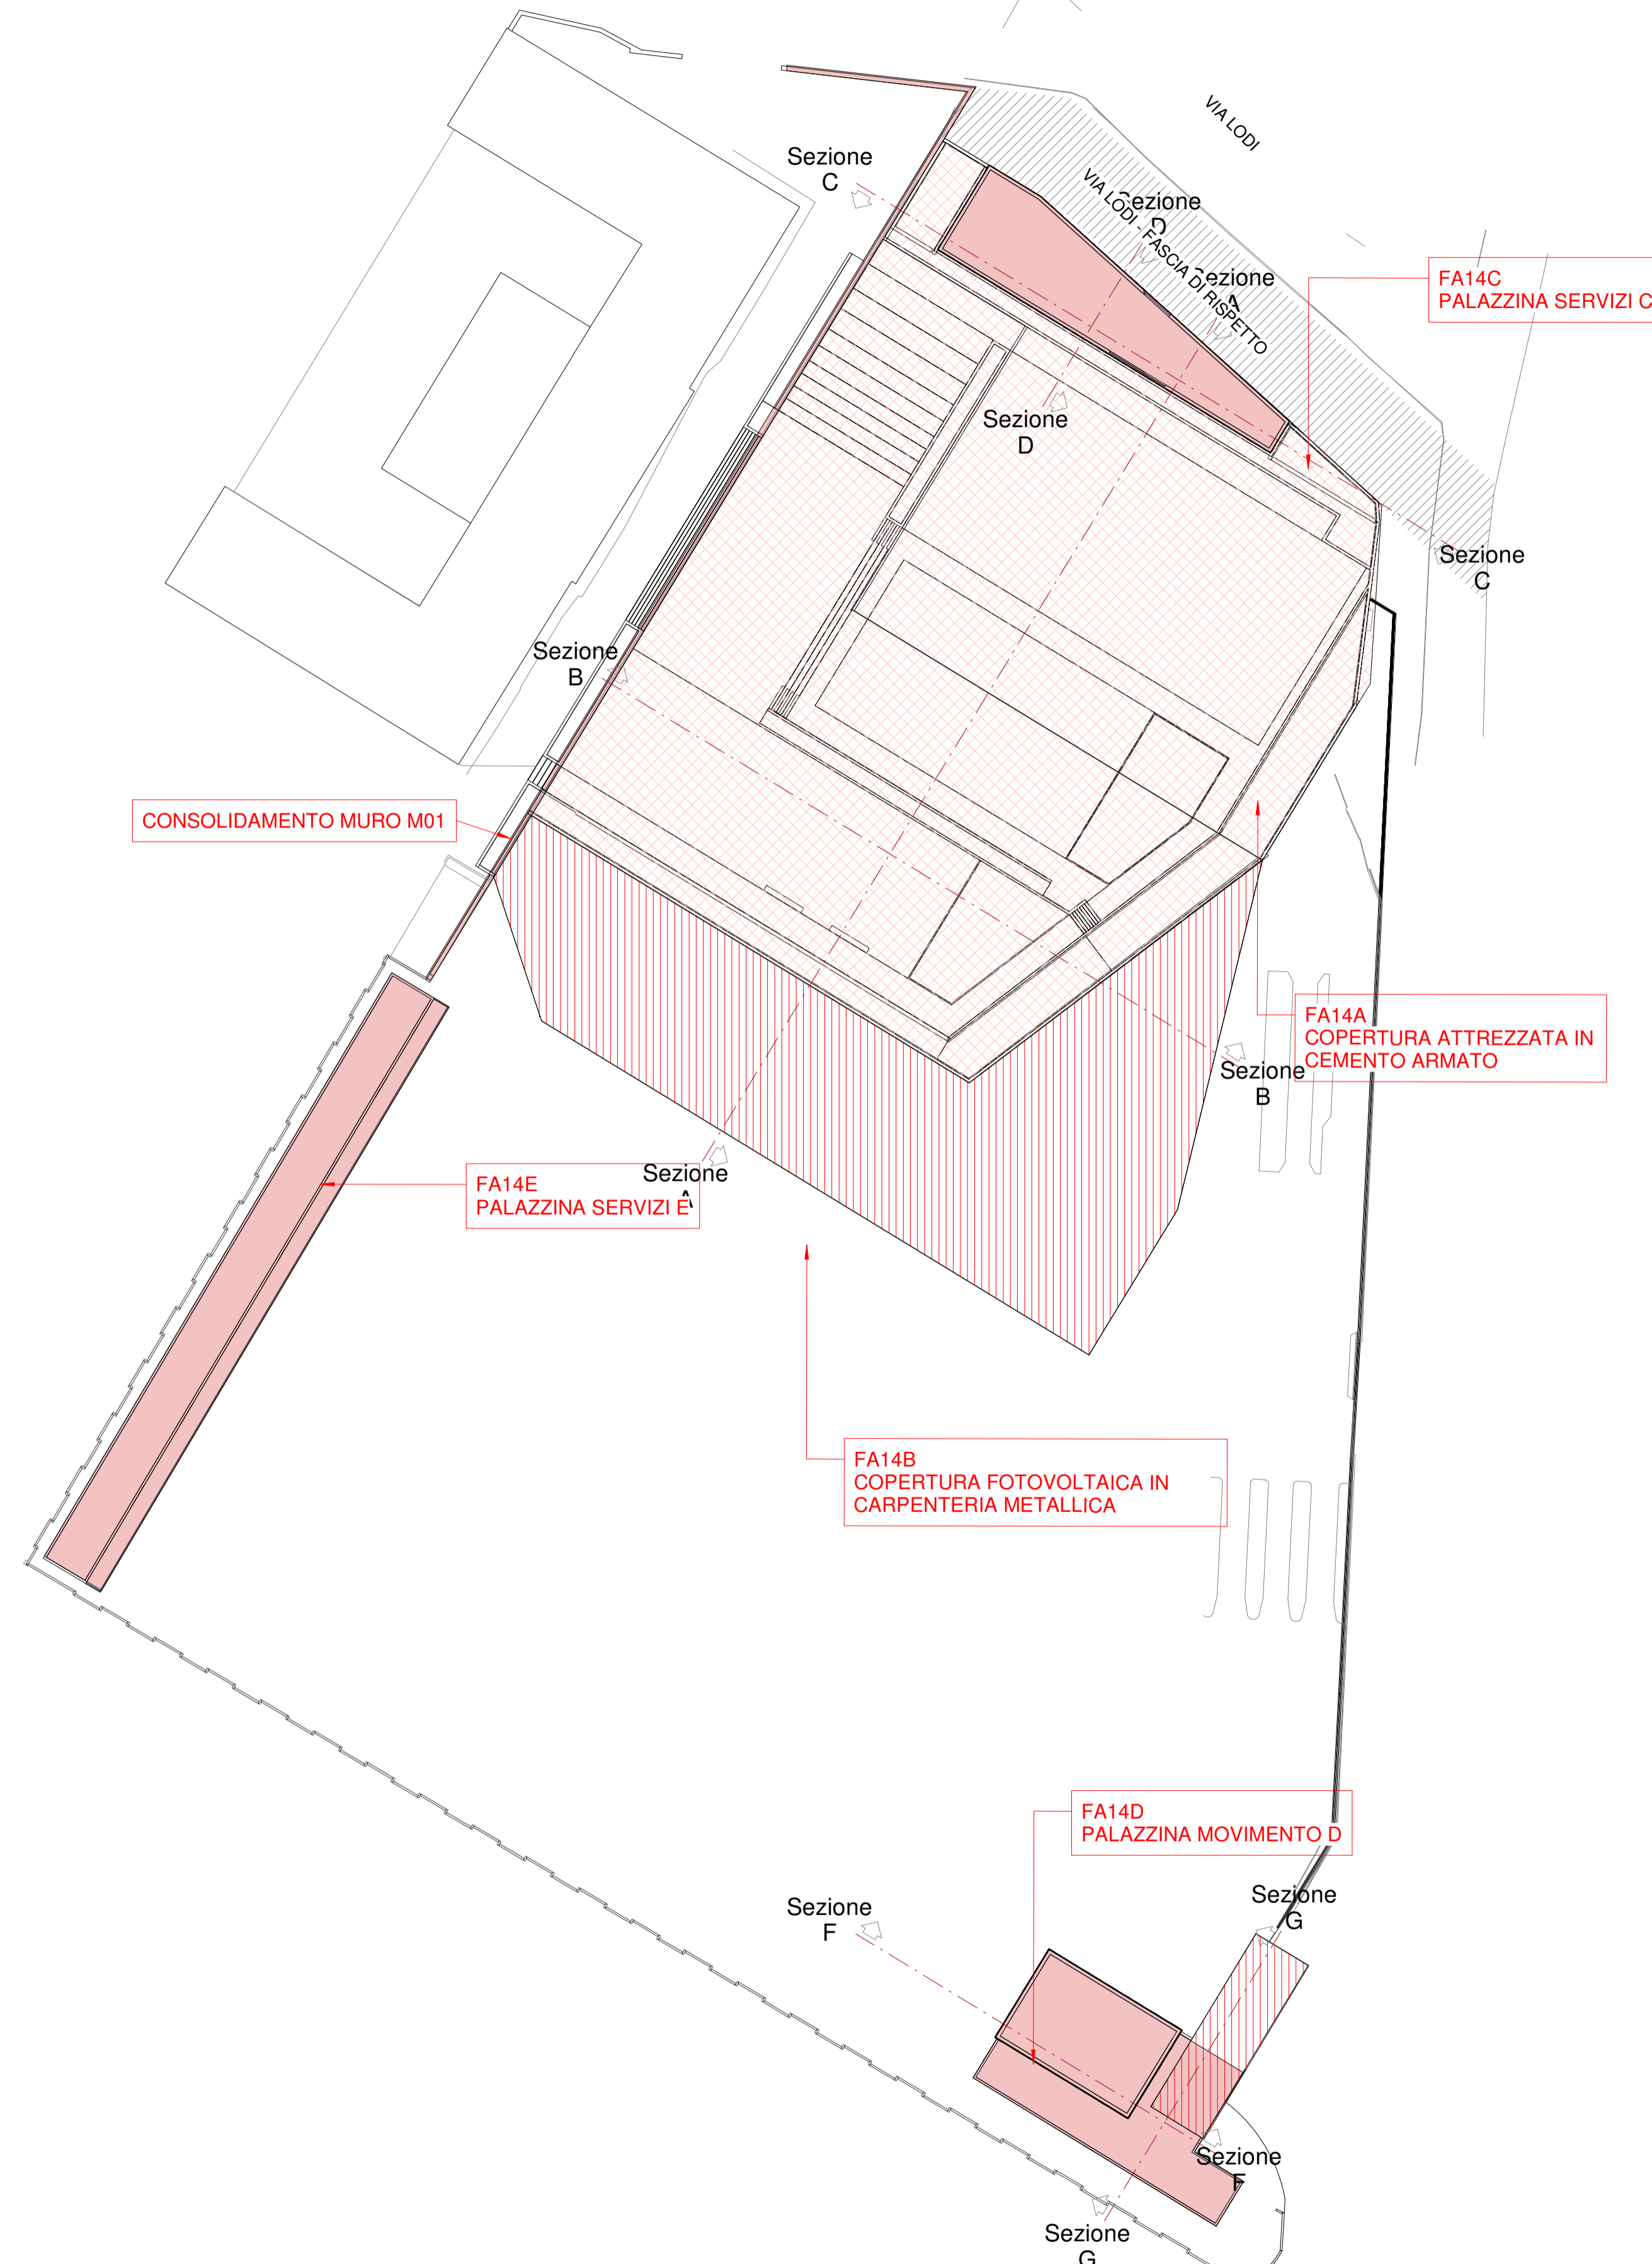 VIA LODI
Sezione
C
VIA LODI - FASCIA DI RISPETTO
Sezione
D
Sezione
A
FA14C
PALAZZINA SERVIZI C
Sezione
D
Sezione
C
Sezione
B
CONSOLIDAMENTO MURO M01
FA14A
COPERTURA ATTREZZATA IN
CEMENTO ARMATO
Sezione
B
Sezione
A
FA14E
PALAZZINA SERVIZI E
FA14B
COPERTURA FOTOVOLTAICA IN
CARPENTERIA METALLICA
FA14D
PALAZZINA MOVIMENTO D
Sezione
G
Sezione
F
Sezione
F
Sezione
G